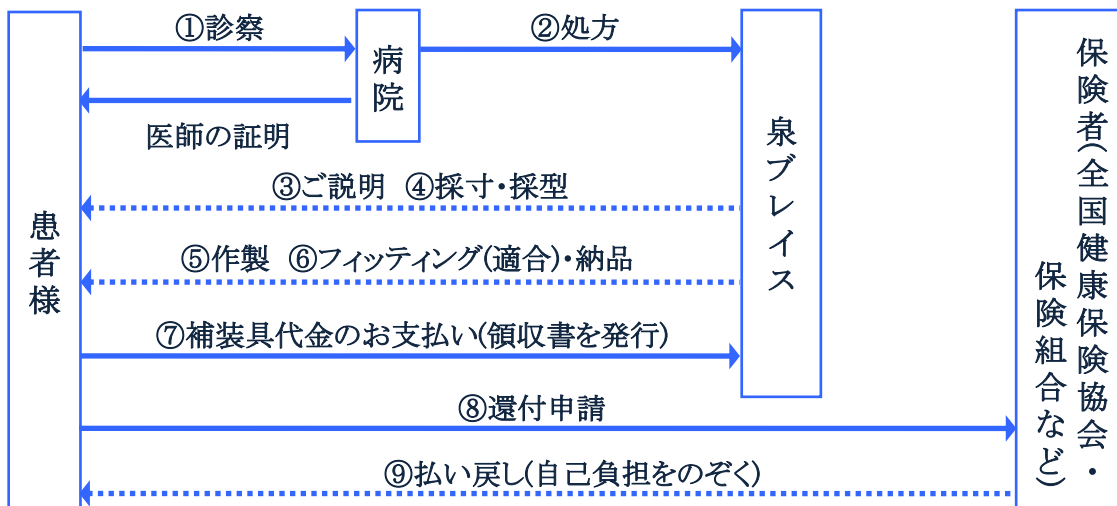 ①診察
②処方
病院
医師の証明
泉ブレイス
③ご説明 ④採寸・採型
患者様
⑤作製 ⑥フィッティング(適合)・納品
⑦補装具代金のお支払い(領収書を発行)
⑧還付申請
⑨払い戻し(自己負担をのぞく)
保険者(全国健康保険協会・
保険組合など)